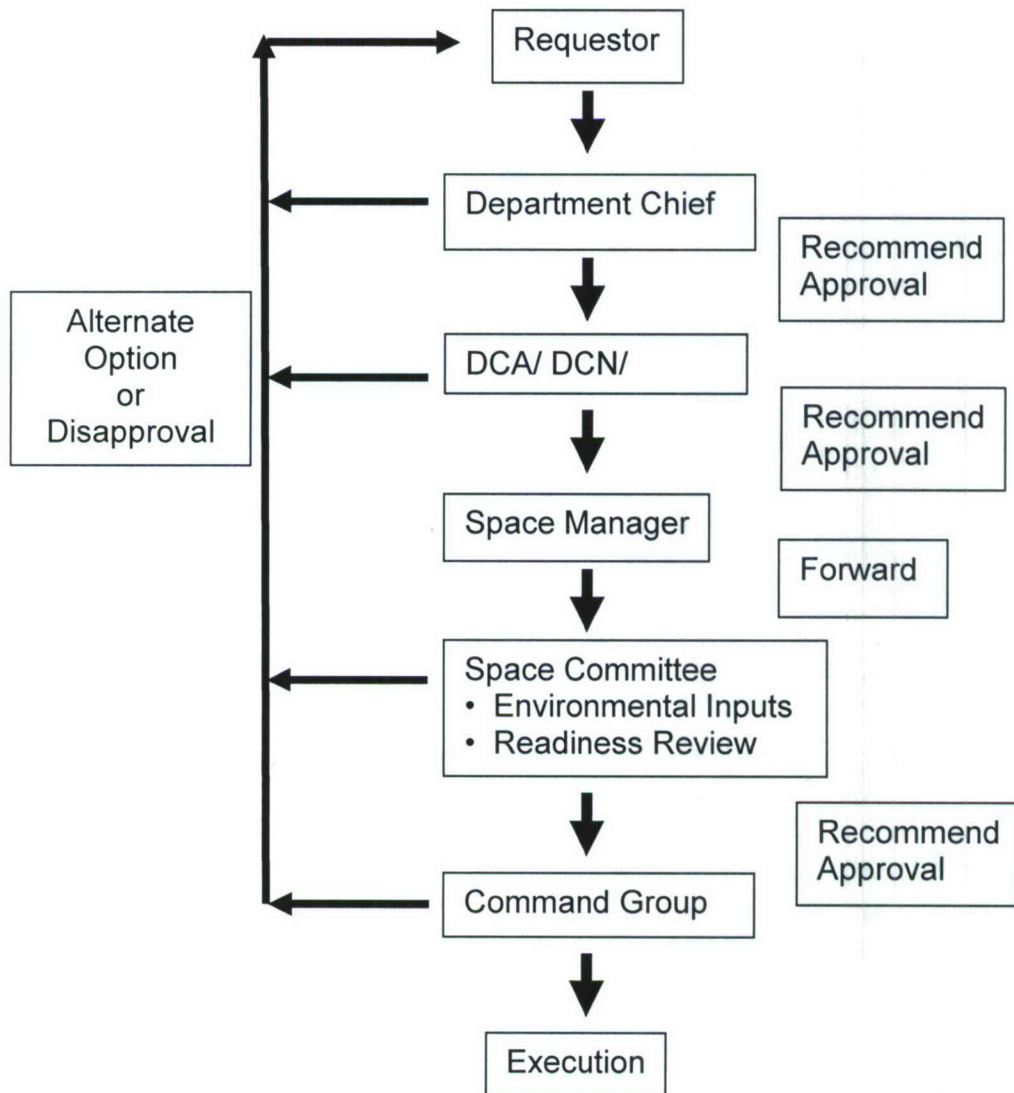 Requestor
Department Chief
Recommend
Approval
Alternate
Option
or
Disapproval
DCA/ DCN/
Recommend
Approval
Space Manager
Forward
Space Committee
• Environmental Inputs
• Readiness Review
Recommend
Approval
Command Group
Execution